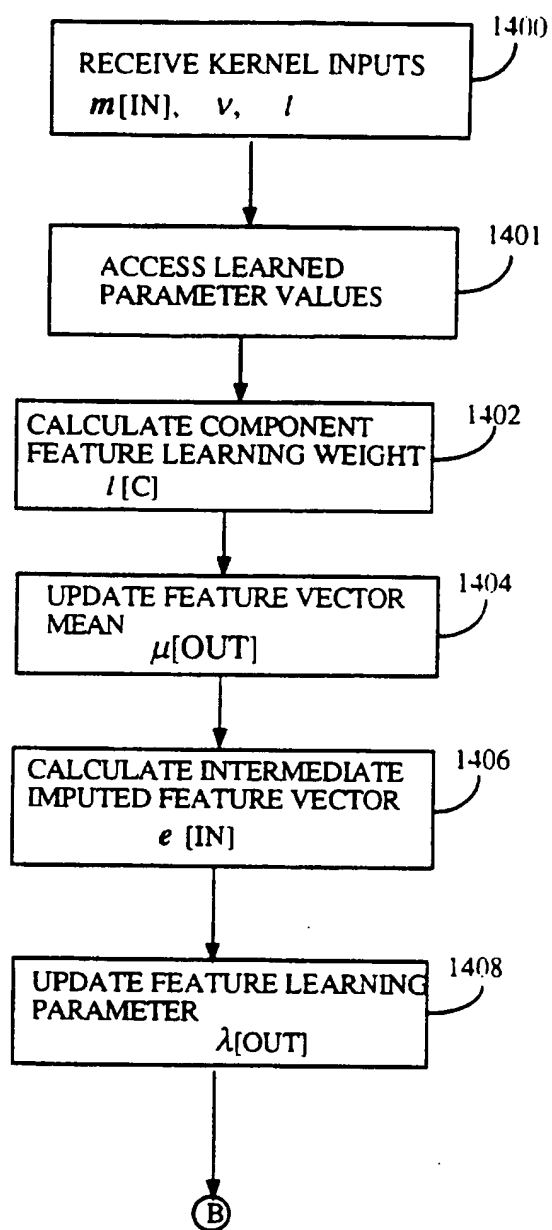 1400
RECEIVE KERNEL INPUTS
m[IN], ν, l
1401
ACCESS LEARNED
PARAMETER VALUES
1402
CALCULATE COMPONENT
FEATURE LEARNING WEIGHT
l [C]
1404
UPDATE FEATURE VECTOR
MEAN
μ[OUT]
1406
CALCULATE INTERMEDIATE
IMPUTED FEATURE VECTOR
e [IN]
1408
UPDATE FEATURE LEARNING
PARAMETER
λ[OUT]
B